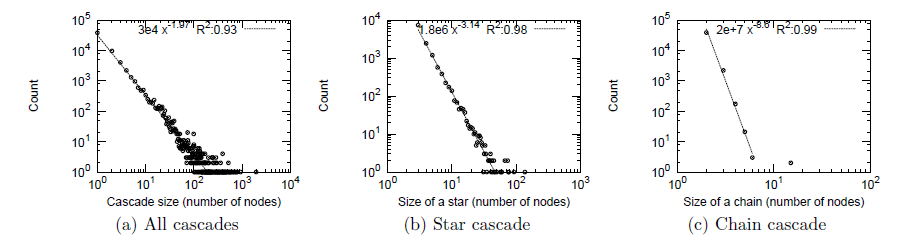 10^5
10^4
10^3
10^2
10^1
10^0
3e4 x^-1.97 R^2:0.93
Count
10^0 10^1 10^2 10^3 10^4
Cascade size (number of nodes)
(a) All cascades
10^4
10^3
10^2
10^1
10^0
1.8e6 x^-3.14 R^2:0.98
Count
10^0 10^1 10^2 10^3
Size of a star (number of nodes)
(b) Star cascade
10^5
10^4
10^3
10^2
10^1
10^0
2e+7 x^-8.6 R^2:0.99
Count
10^0 10^1 10^2
Size of a chain (number of nodes)
(c) Chain cascade